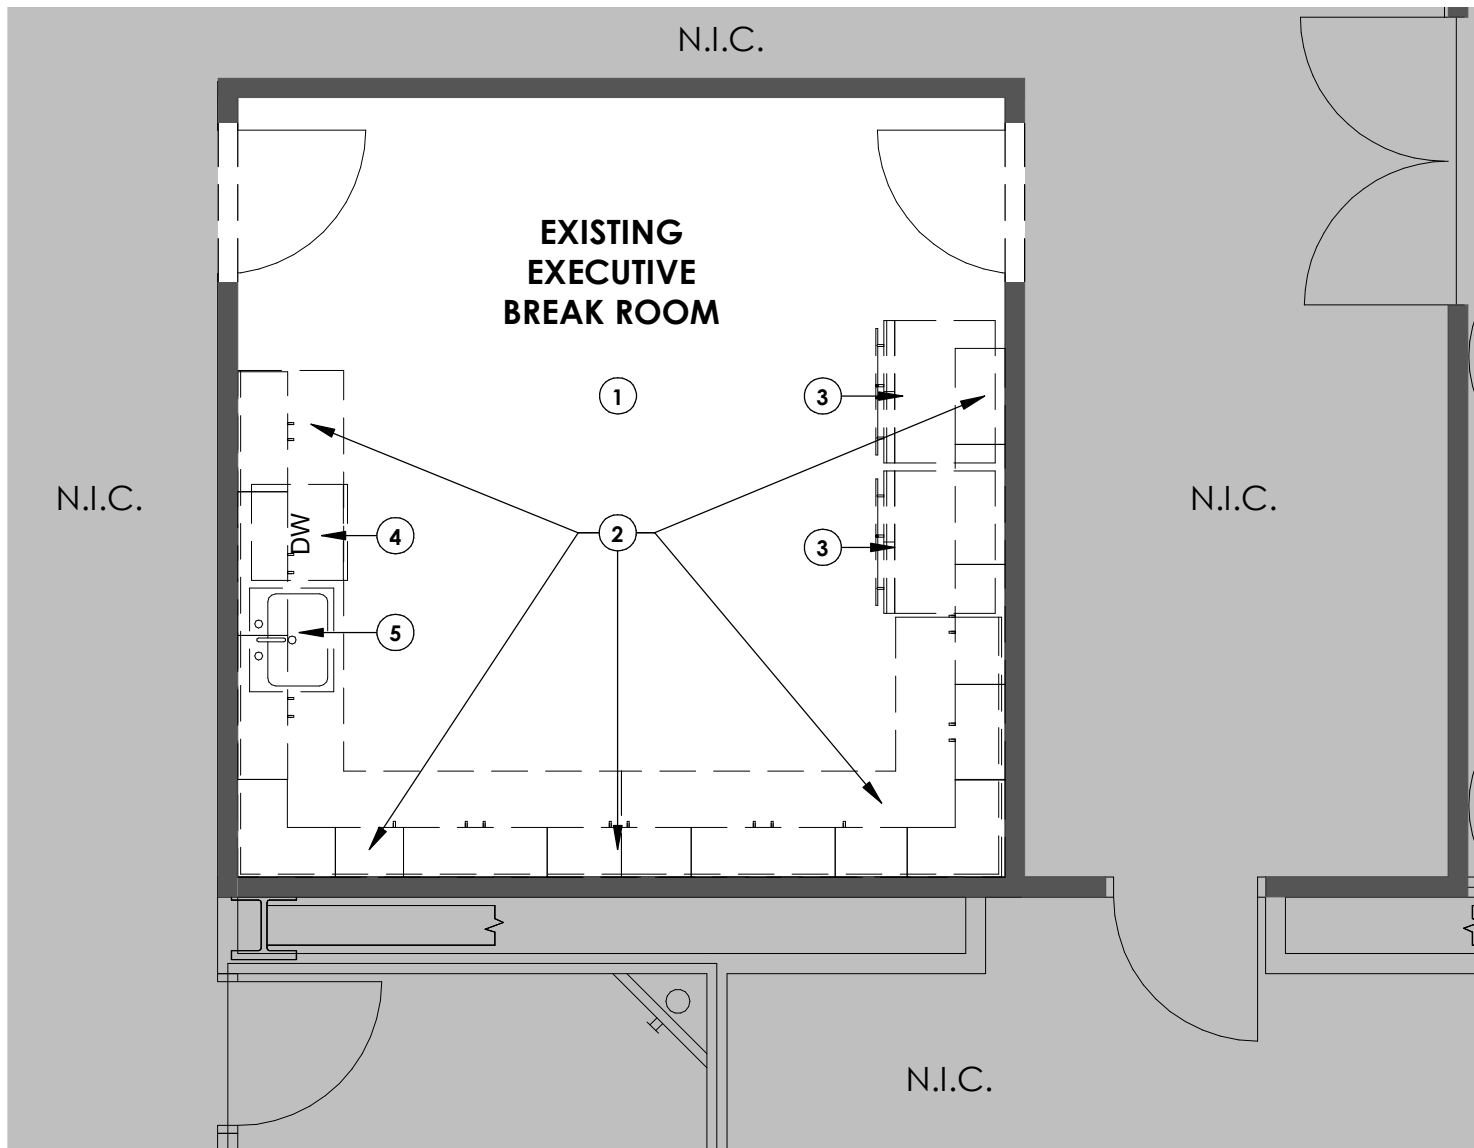 N.I.C.
EXISTING
EXECUTIVE
BREAK ROOM
1
3
3
N.I.C.
N.I.C.
2
DW
4
5
N.I.C.